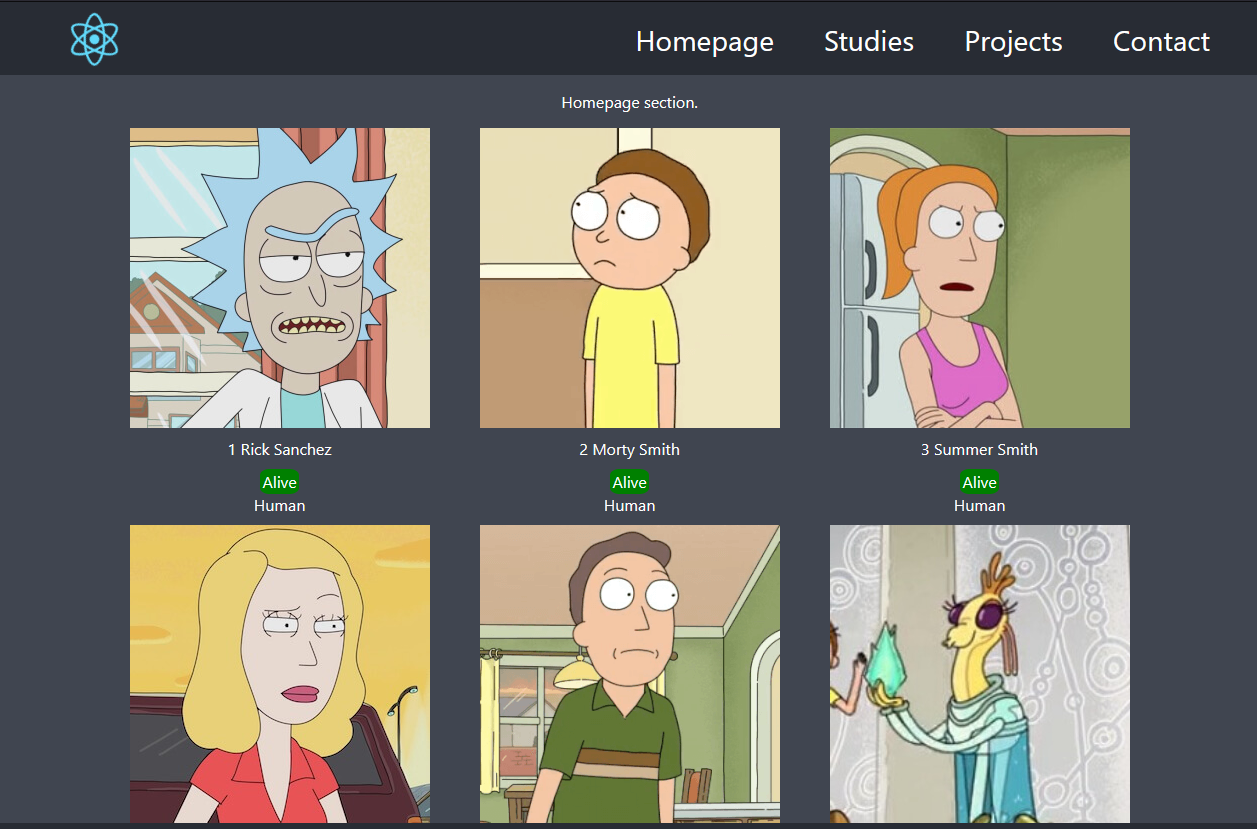 Homepage Studies Projects Contact
Homepage section.
1 Rick Sanchez
2 Morty Smith
3 Summer Smith
Alive
Alive
Alive
Human
Human
Human